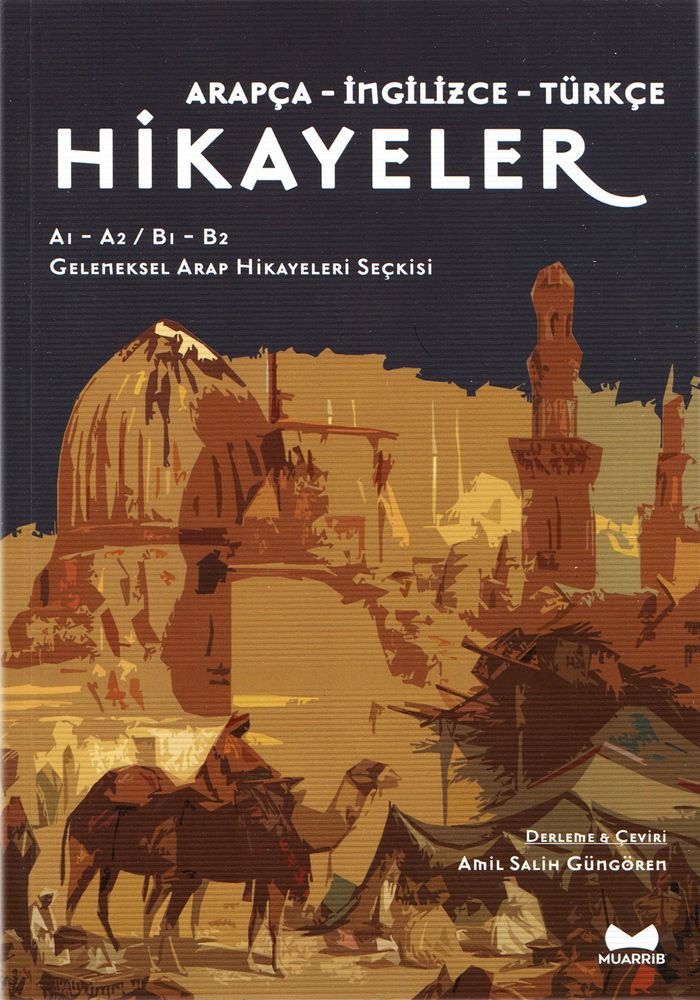 ARAPÇA - İNGİLİZCE - TÜRKÇE
HİKAYELER
A1 - A2 / B1 - B2
GELENEKSEL ARAP HİKAYELERİ SEÇKİSİ
DERLEME & ÇEVİRİ
AMİL SALİH GÜNGÖREN
MUARRİB